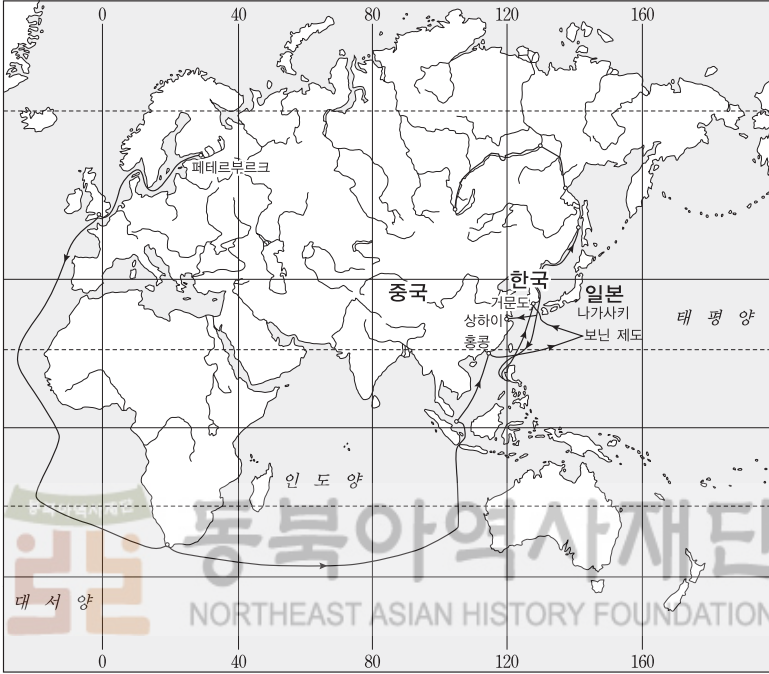 0 40 80 120 160
페테르부르크
중국
한국
거문도
일본
상하이
나가사키
태평양
홍콩
보닌 제도
인도양
동북아역사재단
대서양
NORTHEAST ASIAN HISTORY FOUNDATION
0 40 80 120 160